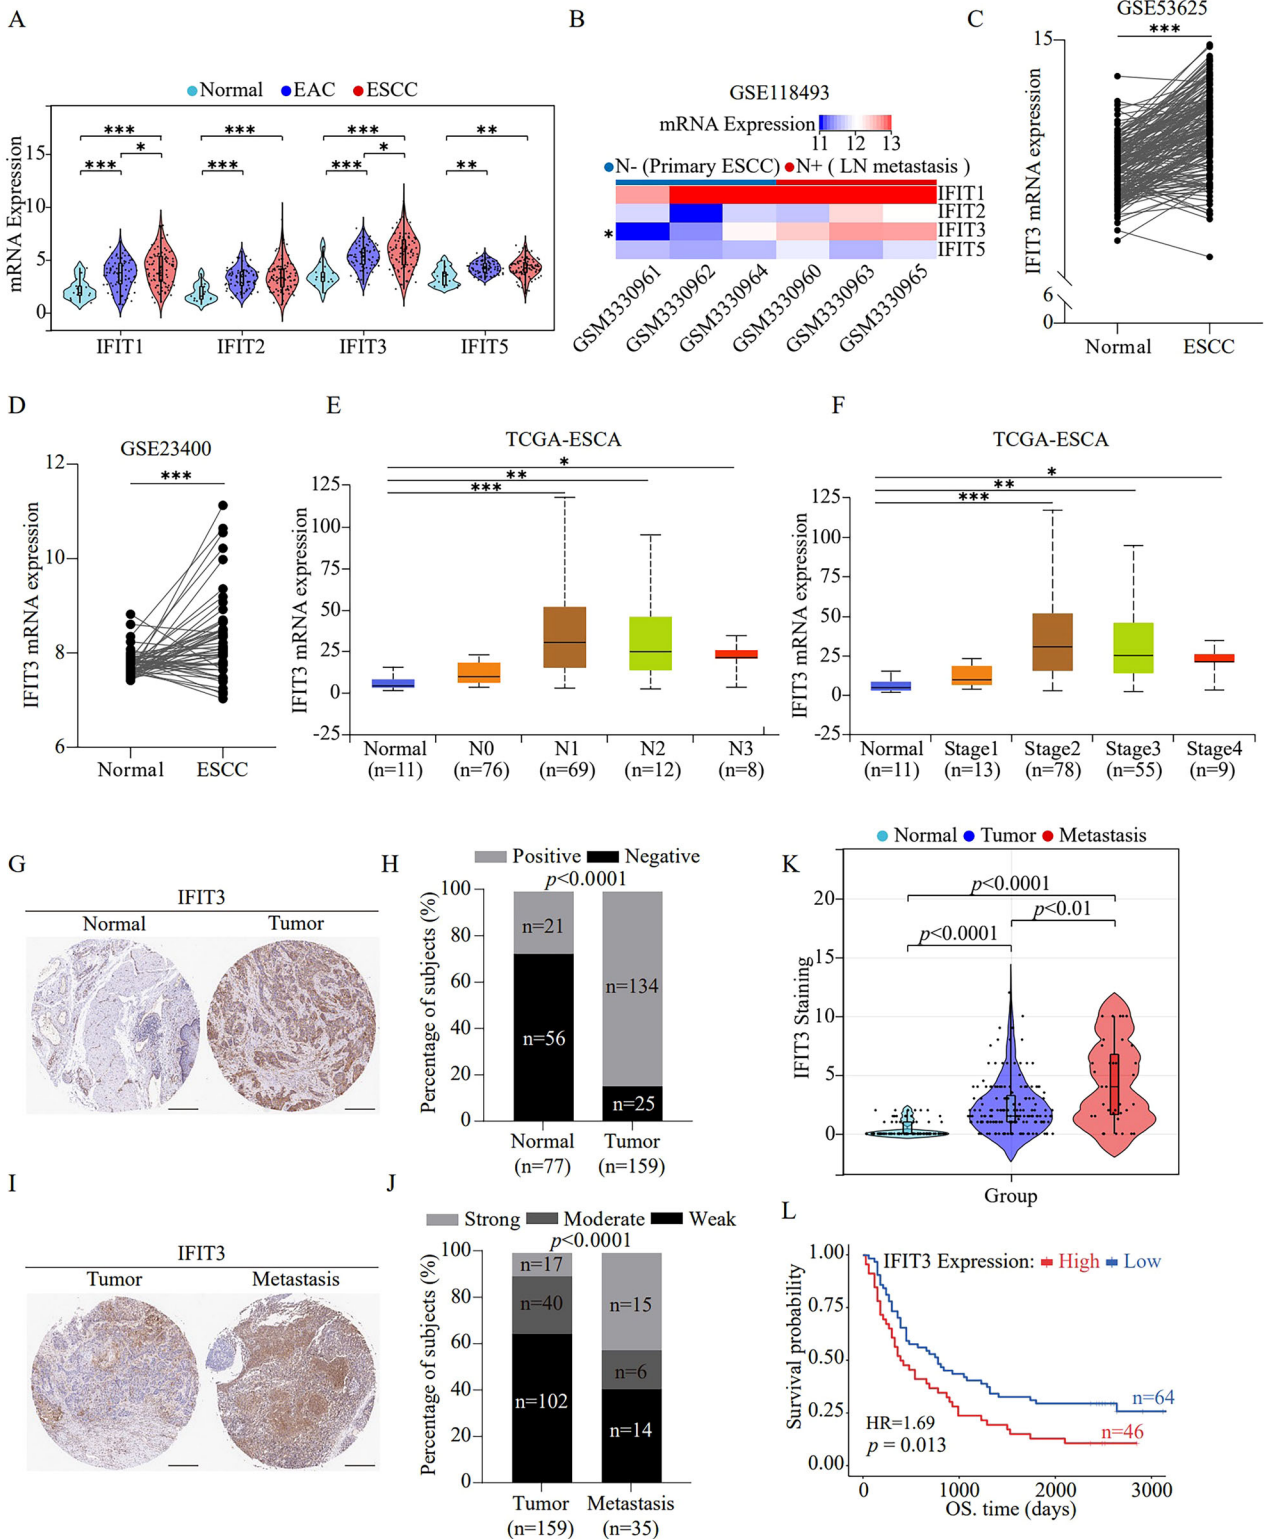 A
Normal EAC ESCC
mRNA Expression
15
10
5
0
*** * ***
*** ***
*** * ***
** **
IFIT1 IFIT2 IFIT3 IFIT5
B
GSE118493
mRNA Expression
11 12 13
N- (Primary ESCC) N+ ( LN metastasis )
IFIT1
IFIT2
* IFIT3
IFIT5
GSM3330961 GSM3330962 GSM3330964 GSM3330960 GSM3330963 GSM3330965
C
GSE53625
***
IFIT3 mRNA expression
15
6
0
Normal ESCC
D
GSE23400
***
IFIT3 mRNA expression
12
10
8
6
Normal ESCC
E
TCGA-ESCA
*
**
***
IFIT3 mRNA expression
125
100
75
50
25
0
-25
Normal N0 N1 N2 N3
(n=11) (n=76) (n=69) (n=12) (n=8)
F
TCGA-ESCA
*
**
***
IFIT3 mRNA expression
125
100
75
50
25
0
-25
Normal Stage1 Stage2 Stage3 Stage4
(n=11) (n=13) (n=78) (n=55) (n=9)
G
IFIT3
Normal Tumor
H
Positive Negative
p<0.0001
Percentage of subjects (%)
100
80
60
40
20
0
n=21
n=134
n=56
n=25
Normal Tumor
(n=77) (n=159)
I
IFIT3
Tumor Metastasis
J
Strong Moderate Weak
p<0.0001
Percentage of subjects (%)
100
80
60
40
20
0
n=17
n=40
n=15
n=6
n=102
n=14
Tumor Metastasis
(n=159) (n=35)
K
Normal Tumor Metastasis
IFIT3 Staining
20
15
10
5
0
p<0.0001
p<0.01
p<0.0001
Group
L
IFIT3 Expression: High Low
Survival probability
1.00
0.75
0.50
0.25
0.00
n=64
n=46
HR=1.69
p = 0.013
0 1000 2000 3000
OS. time (days)